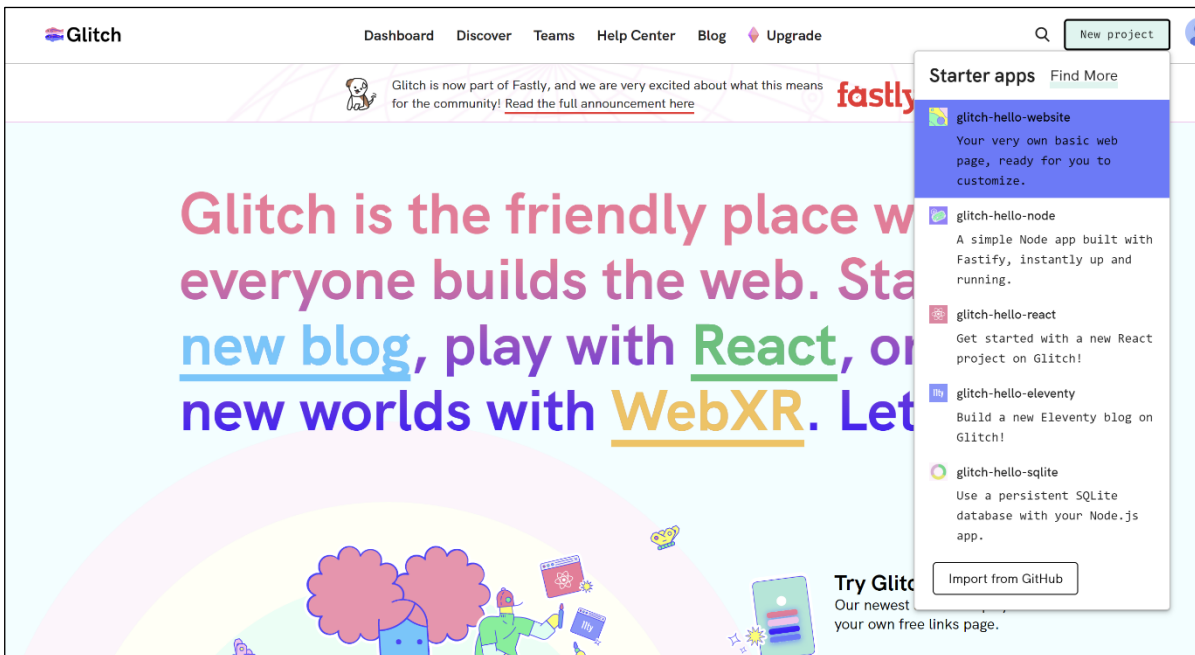 Glitch
Dashboard Discover Teams Help Center Blog Upgrade
New project
Glitch is now part of Fastly, and we are very excited about what this means
for the community! Read the full announcement here
fastly
Glitch is the friendly place w
everyone builds the web. Sta
new blog, play with React, or
new worlds with WebXR. Let
Starter apps Find More
glitch-hello-website
Your very own basic web
page, ready for you to
customize.
glitch-hello-node
A simple Node app built with
Fastify, instantly up and
running.
glitch-hello-react
Get started with a new React
project on Glitch!
11ty
glitch-hello-eleventy
Build a new Eleventy blog on
Glitch!
glitch-hello-sqlite
Use a persistent SQLite
database with your Node.js
app.
Import from GitHub
11ty
Try Glitc
Our newest
your own free links page.